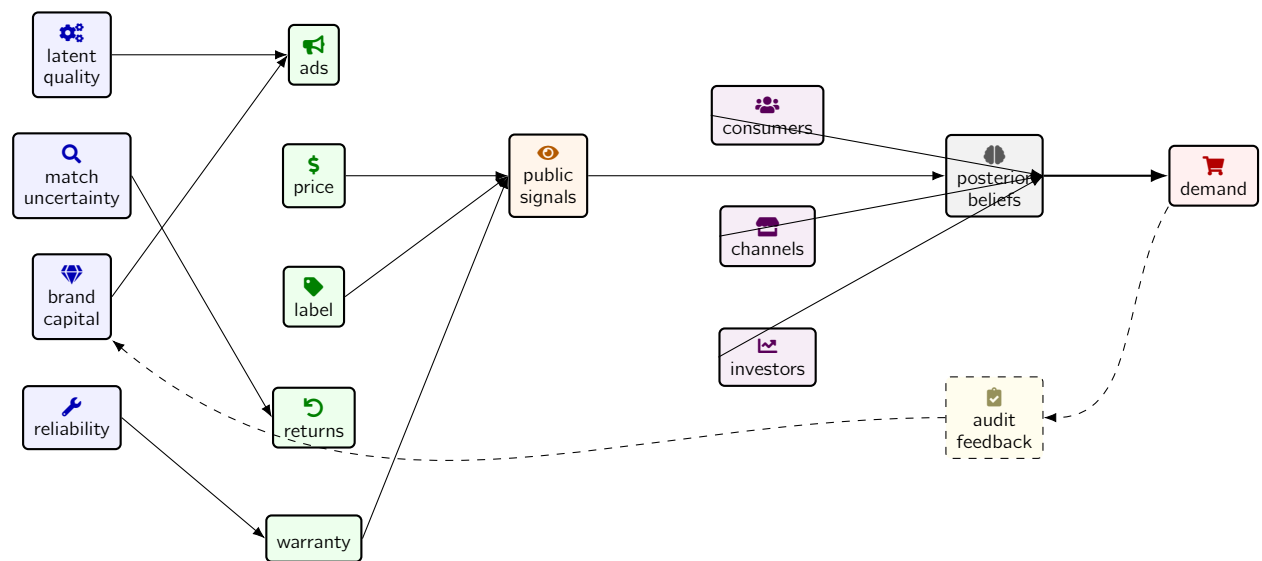 latent
quality
match
uncertainty
brand
capital
reliability
ads
price
label
returns
warranty
public
signals
consumers
channels
investors
posterior
beliefs
audit
feedback
demand